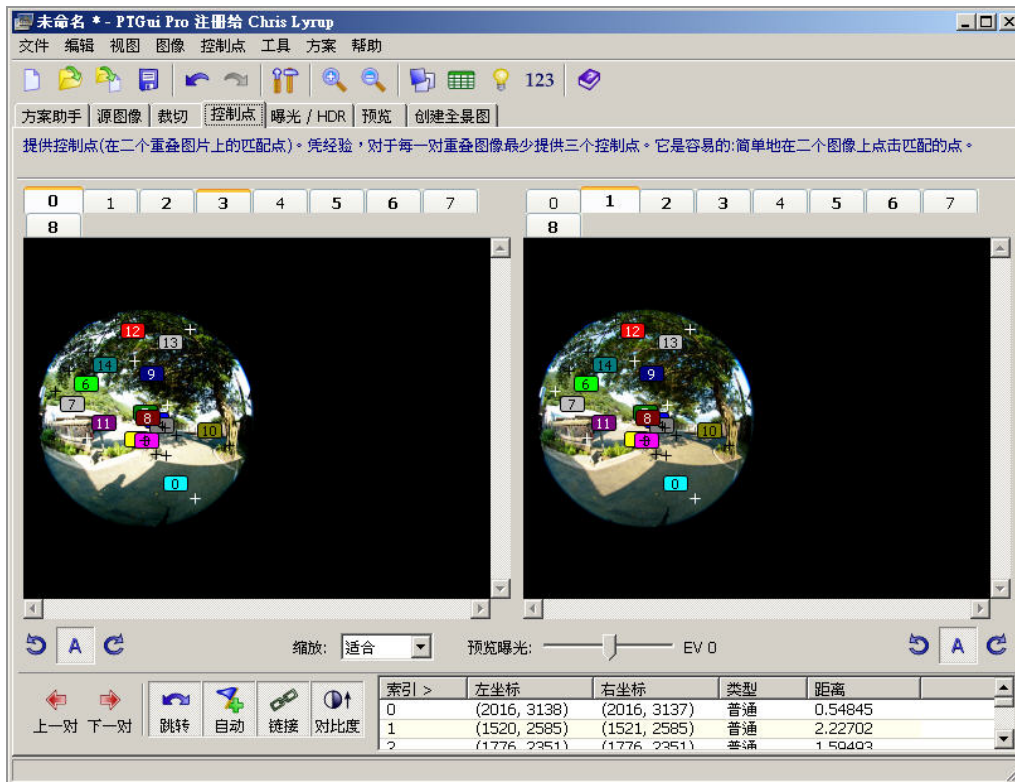 未命名 * - PTGui Pro 注册给 Chris Lyrup
文件 编辑 视图 图像 控制点 工具 方案 帮助
123
方案助手 源图像 裁切 控制点 曝光 / HDR 预览 创建全景图
提供控制点(在二个重叠图片上的匹配点)。凭经验，对于每一对重叠图像最少提供三个控制点。它是容易的:简单地在二个图像上点击匹配的点。
0 1 2 3 4 5 6 7
8
0 1 2 3 4 5 6 7
8
12
13
14
9
6
7
8
11
10
0
12
13
14
9
6
7
8
11
10
0
A
缩放: 适合
预览曝光: EV 0
A
上一对 下一对 跳转 自动 链接 对比度
索引 > 左坐标 右坐标 类型 距离
0 (2016, 3138) (2016, 3137) 普通 0.54845
1 (1520, 2585) (1521, 2585) 普通 2.22702
2 (1776, 2351) (1776, 2351) 普通 1.59493